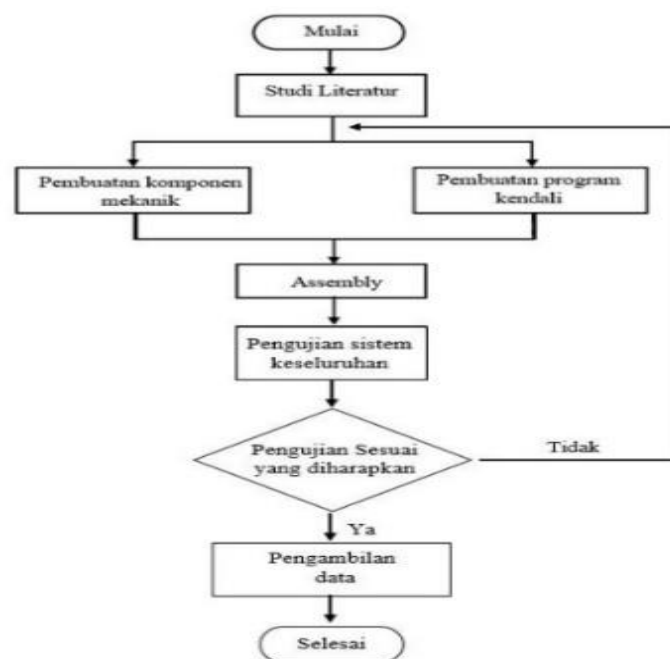 Mulai
Studi Literatur
Pembuatan komponen
mekanik
Pembuatan program
kendali
Assembly
Pengujian sistem
keseluruhan
Pengujian Sesuai
yang diharapkan
Tidak
Ya
Pengambilan
data
Selesai